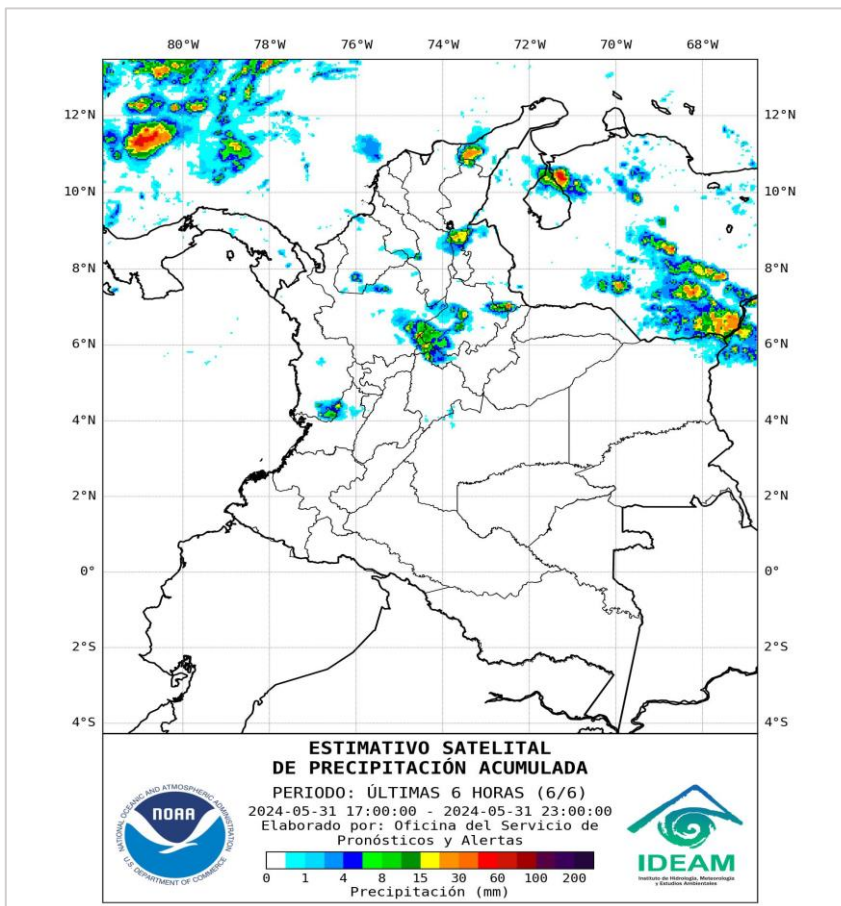 80°W 78°W 76°W 74°W 72°W 70°W 68°W
12°N 12°N
10°N 10°N
8°N 8°N
6°N 6°N
4°N 4°N
2°N 2°N
0° 0°
2°S 2°S
4°S 4°S
ESTIMATIVO SATELITAL
DE PRECIPITACIÓN ACUMULADA
PERIODO: ÚLTIMAS 6 HORAS (6/6)
2024-05-31 17:00:00 - 2024-05-31 23:00:00
Elaborado por: Oficina del Servicio de
Pronósticos y Alertas
0 1 4 8 15 30 60 100 200
Precipitación (mm)
NATIONAL OCEANIC AND ATMOSPHERIC ADMINISTRATION
NOAA
U.S. DEPARTMENT OF COMMERCE
IDEAM
Instituto de Hidrología, Meteorología
y Estudios Ambientales